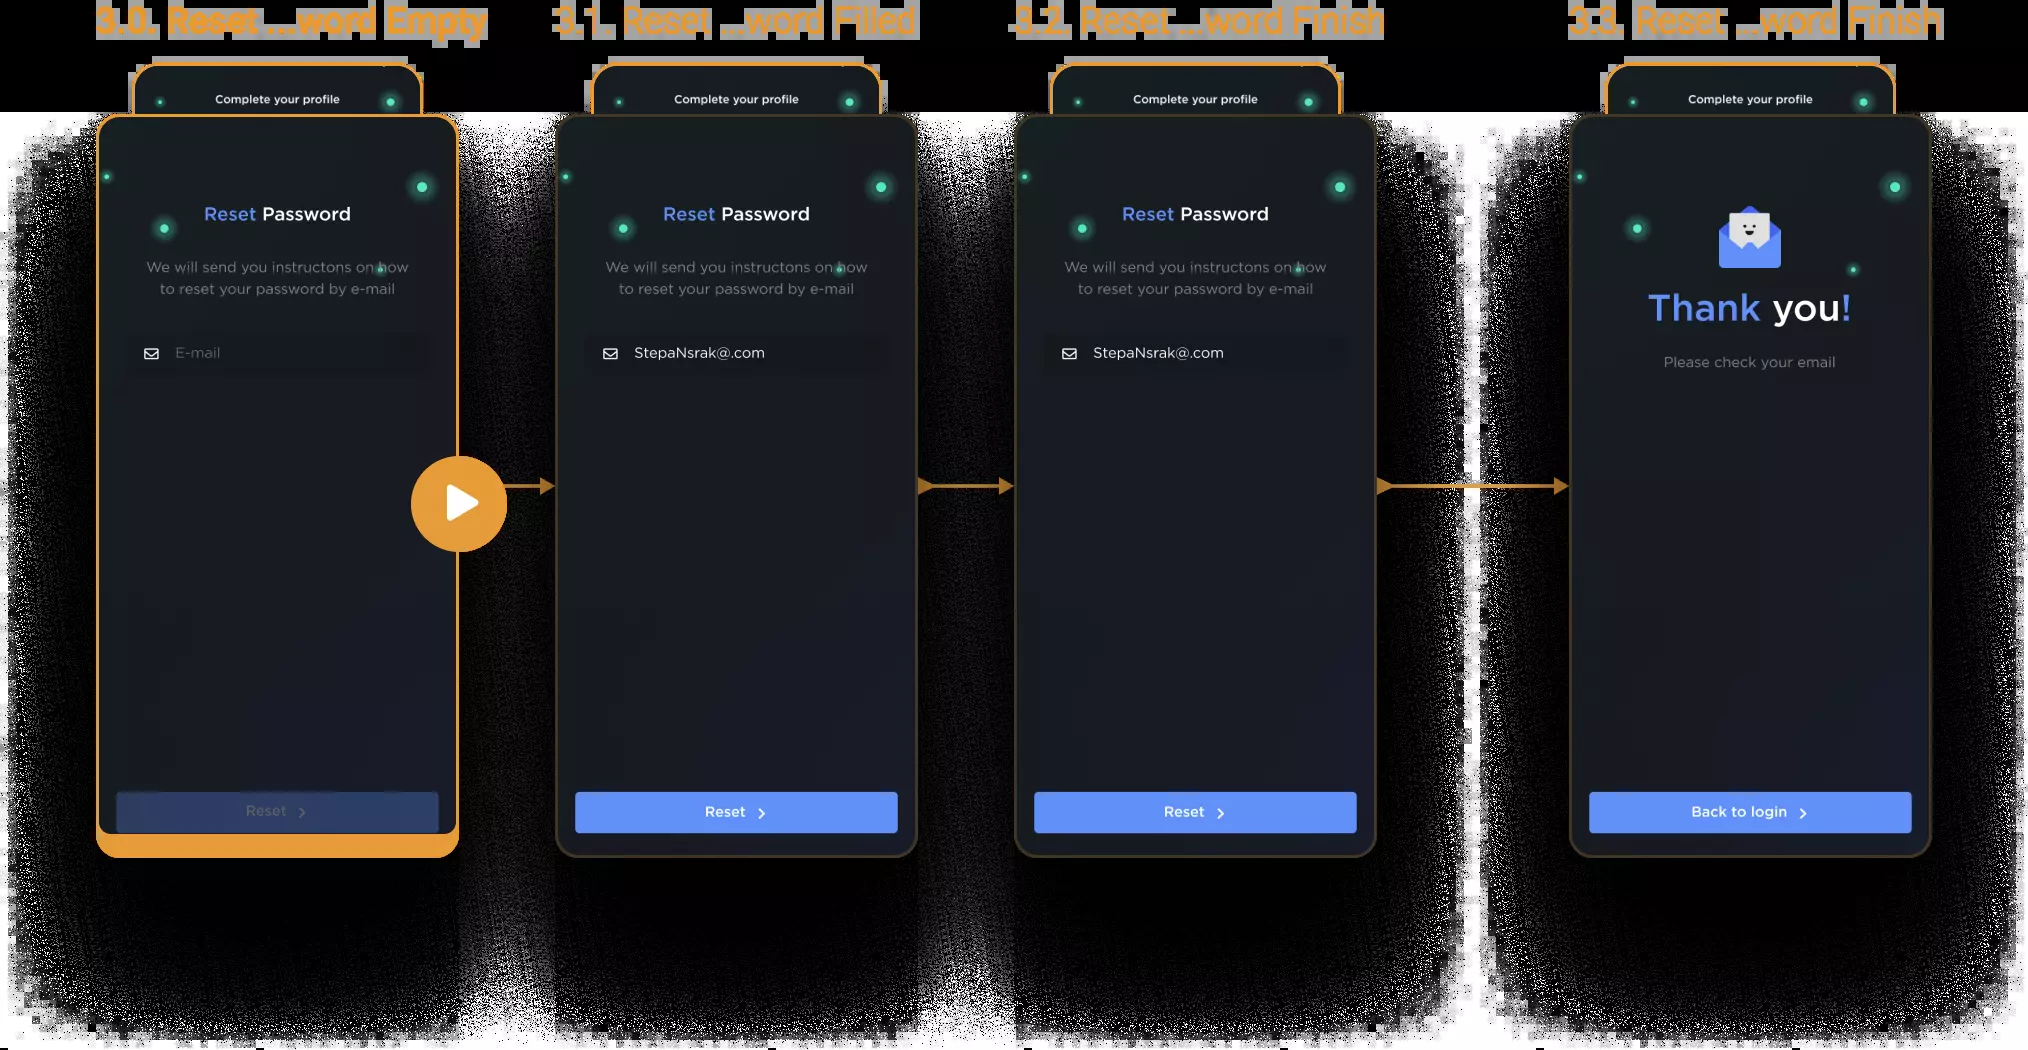 3.0. Reset ...word Empty
3.1. Reset ...word Filled
3.2. Reset ...word Finish
3.3. Reset ...word Finish
Complete your profile
Complete your profile
Complete your profile
Complete your profile
Reset Password
We will send you instructons on how
to reset your password by e-mail
E-mail
Reset
Reset Password
We will send you instructons on how
to reset your password by e-mail
StepaNsrak@.com
Reset
Reset Password
We will send you instructons on how
to reset your password by e-mail
StepaNsrak@.com
Reset
Thank you!
Please check your email
Back to login